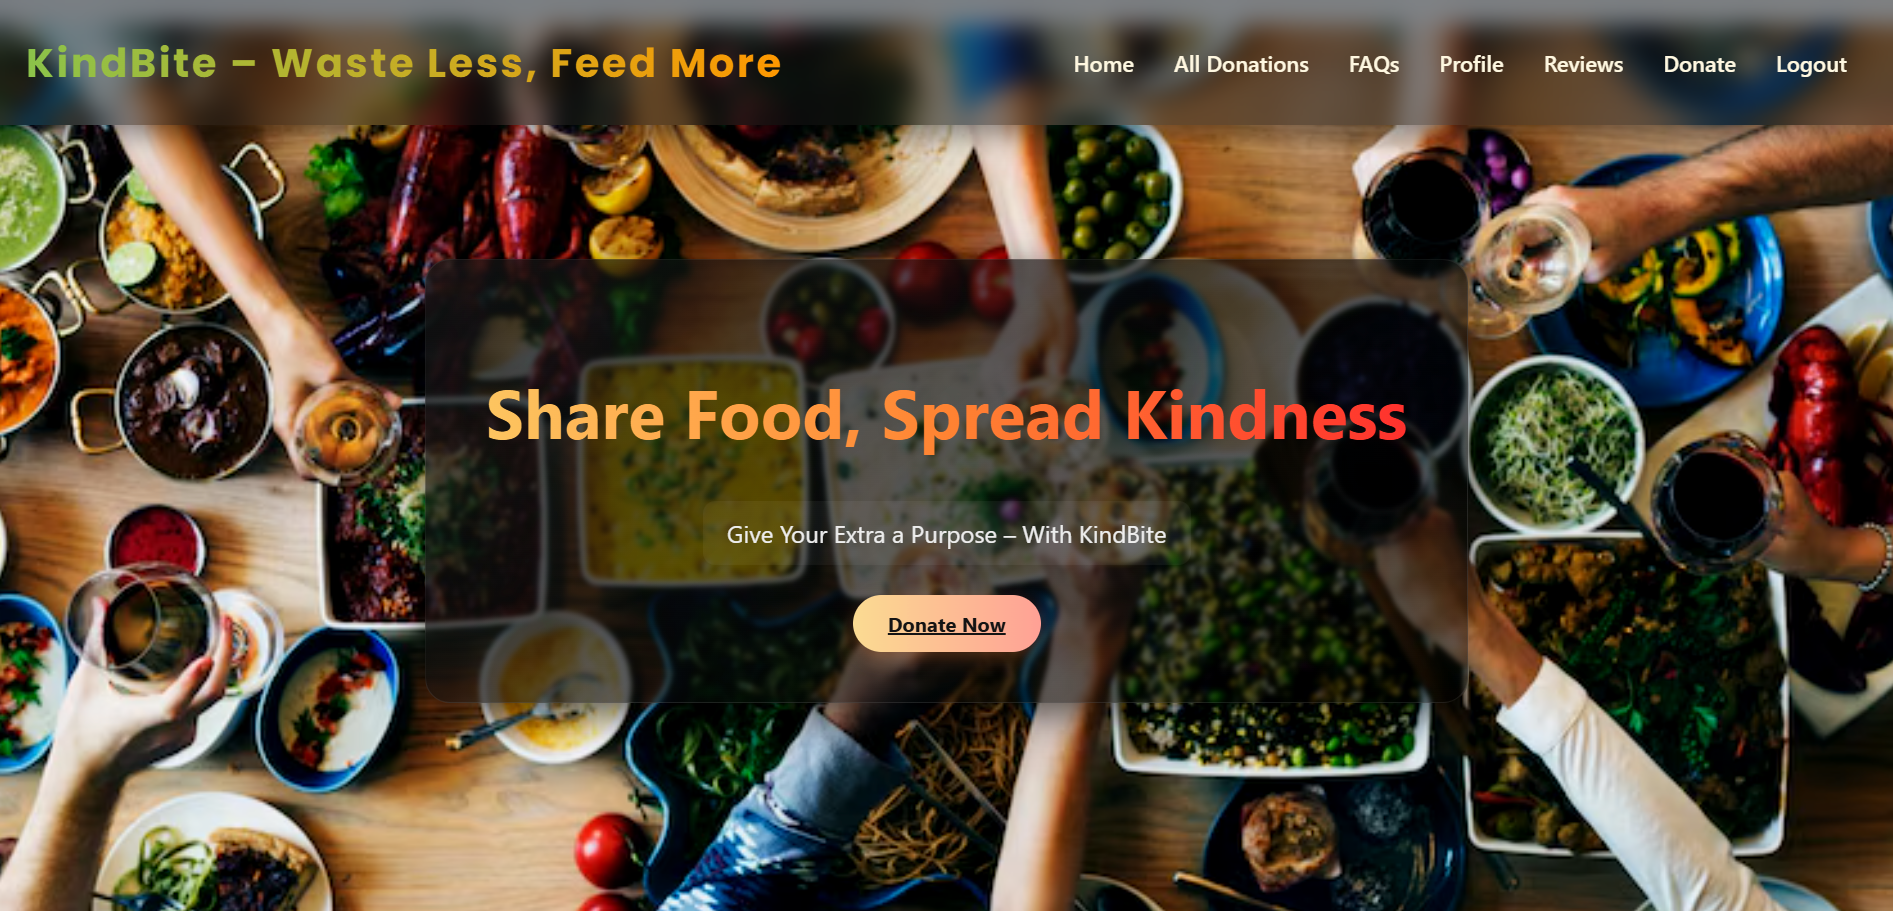 KindBite – Waste Less, Feed More
Home All Donations FAQs Profile Reviews Donate Logout
Share Food, Spread Kindness
Give Your Extra a Purpose – With KindBite
Donate Now